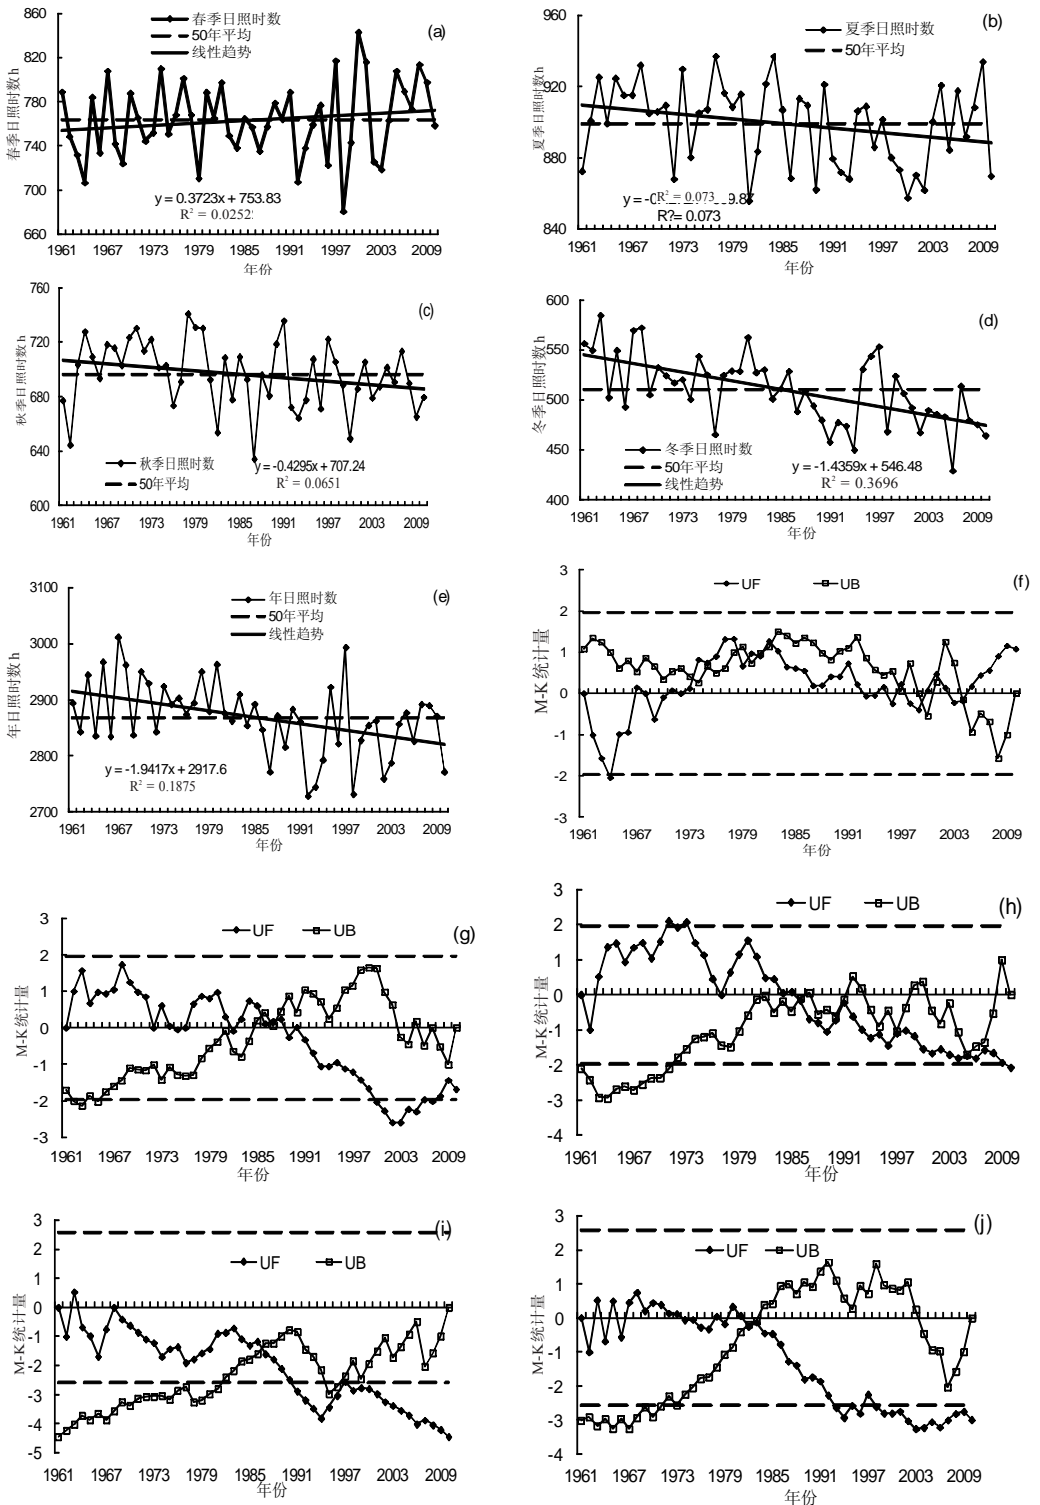 (a)
春季日照时数
50年平均
线性趋势
春季日照时数h
860
820
780
740
700
660
y = 0.3723x + 753.83
R² = 0.0252
1961 1967 1973 1979 1985 1991 1997 2003 2009
年份
(b)
夏季日照时数
50年平均
夏季日照时数h
960
920
880
840
R² = 0.073
9.87
R?= 0.073
1961 1967 1973 1979 1985 1991 1997 2003 2009
年份
(c)
秋季日照时数h
760
720
680
640
600
秋季日照时数
50年平均
y = -0.4295x + 707.24
R² = 0.0651
1961 1967 1973 1979 1985 1991 1997 2003 2009
年份
(d)
冬季日照时数h
600
550
500
450
400
冬季日照时数
50年平均
线性趋势
y = -1.4359x + 546.48
R² = 0.3696
1961 1967 1973 1979 1985 1991 1997 2003 2009
年份
(e)
年日照时数
50年平均
线性趋势
年日照时数h
3100
3000
2900
2800
2700
y = -1.9417x + 2917.6
R² = 0.1875
1961 1967 1973 1979 1985 1991 1997 2003 2009
年份
(f)
UF UB
M-K统计量
3
2
1
0
-1
-2
-3
1961 1967 1973 1979 1985 1991 1997 2003 2009
年份
(g)
UF UB
M-K统计量
3
2
1
0
-1
-2
-3
1961 1967 1973 1979 1985 1991 1997 2003 2009
年份
(h)
UF UB
M-K统计量
3
2
1
0
-1
-2
-3
-4
1961 1967 1973 1979 1985 1991 1997 2003 2009
年份
(i)
UF UB
M-K统计量
3
2
1
0
-1
-2
-3
-4
-5
1961 1967 1973 1979 1985 1991 1997 2003 2009
年份
(j)
UF UB
M-K统计量
3
2
1
0
-1
-2
-3
-4
1961 1967 1973 1979 1985 1991 1997 2003 2009
年份